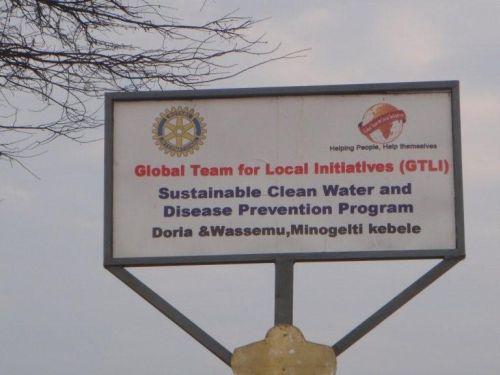 Helping People, Help themselves
Global Team for Local Initiatives (GTLI)
Sustainable Clean Water and
Disease Prevention Program
Doria &Wassemu,Minogelti kebele